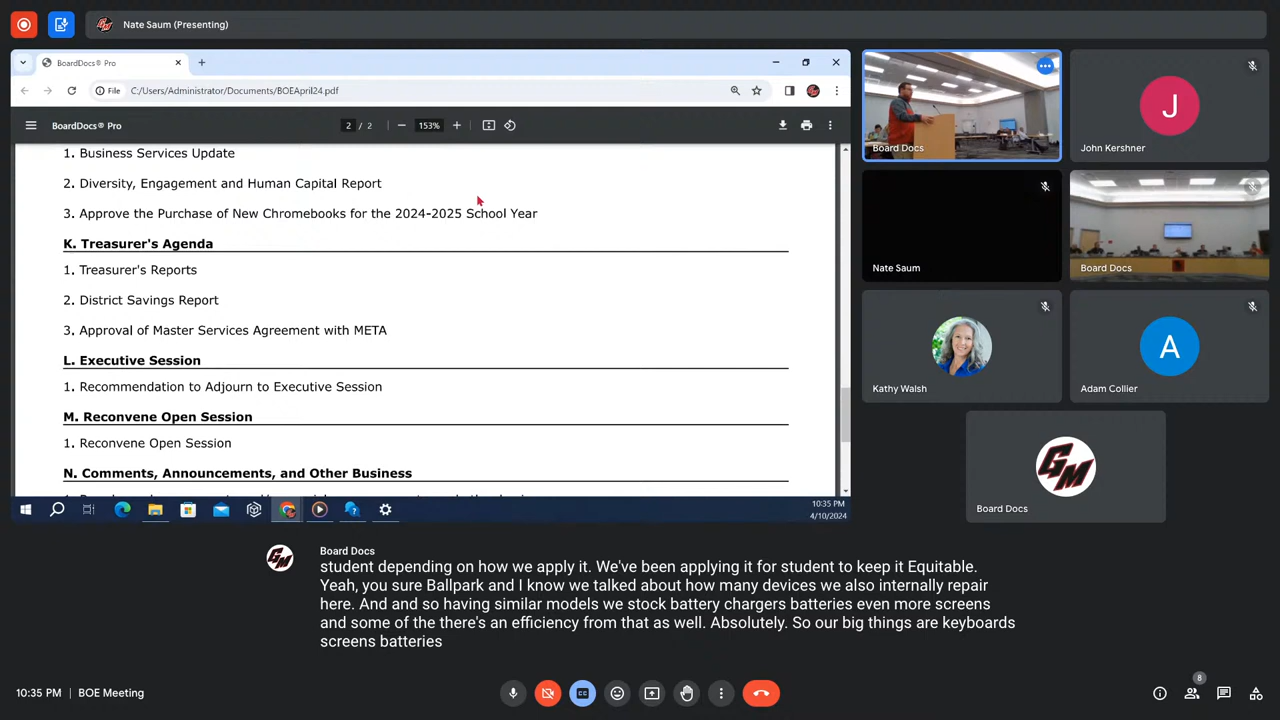 Nate Saum (Presenting)
BoardDocs® Pro
File
C:/Users/Administrator/Documents/BOEApril24.pdf
BoardDocs® Pro
2 / 2
153%
1. Business Services Update
2. Diversity, Engagement and Human Capital Report
3. Approve the Purchase of New Chromebooks for the 2024-2025 School Year
K. Treasurer's Agenda
1. Treasurer's Reports
2. District Savings Report
3. Approval of Master Services Agreement with META
L. Executive Session
1. Recommendation to Adjourn to Executive Session
M. Reconvene Open Session
1. Reconvene Open Session
N. Comments, Announcements, and Other Business
10:35 PM
4/10/2024
Board Docs
J
John Kershner
Nate Saum
Board Docs
Kathy Walsh
A
Adam Collier
GM
Board Docs
GM
Board Docs
student depending on how we apply it. We've been applying it for student to keep it Equitable.
Yeah, you sure Ballpark and I know we talked about how many devices we also internally repair
here. And and so having similar models we stock battery chargers batteries even more screens
and some of the there's an efficiency from that as well. Absolutely. So our big things are keyboards
screens batteries
10:35 PM | BOE Meeting
8